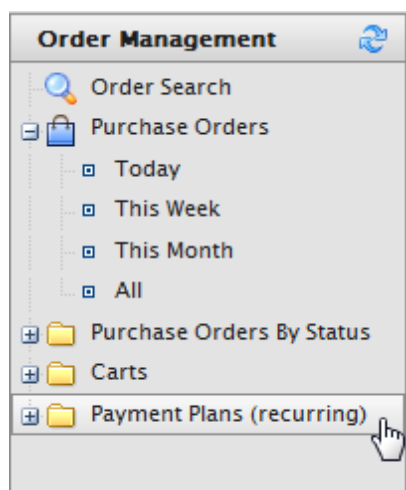 Order Management
Order Search
Purchase Orders
Today
This Week
This Month
All
Purchase Orders By Status
Carts
Payment Plans (recurring)